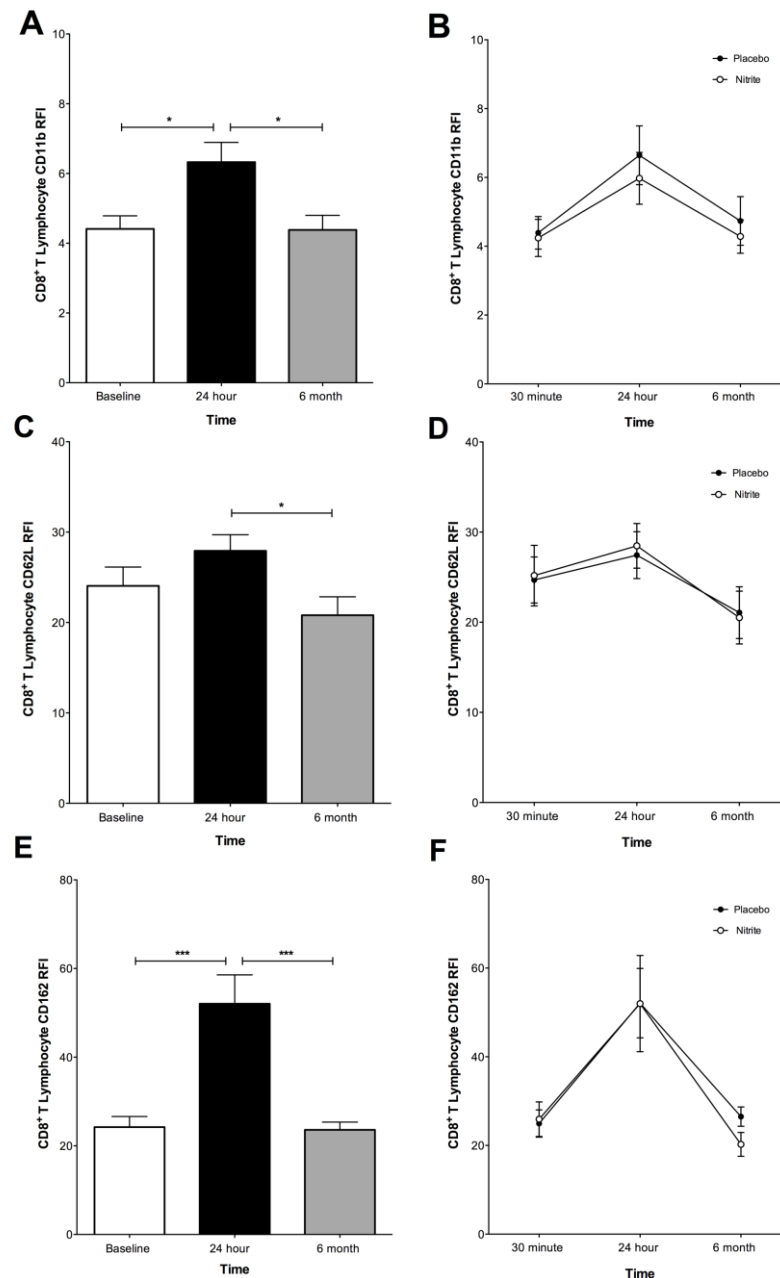 A
CD8⁺ T Lymphocyte CD11b RFI
10
8
6
4
2
0
*
*
Baseline 24 hour 6 month
Time
B
CD8⁺ T Lymphocyte CD11b RFI
10
8
6
4
2
0
Placebo
Nitrite
30 minute 24 hour 6 month
Time
C
CD8⁺ T Lymphocyte CD62L RFI
40
30
20
10
0
*
Baseline 24 hour 6 month
Time
D
CD8⁺ T Lymphocyte CD62L RFI
40
30
20
10
0
Placebo
Nitrite
30 minute 24 hour 6 month
Time
E
CD8⁺ T Lymphocyte CD162 RFI
80
60
40
20
0
***
***
Baseline 24 hour 6 month
Time
F
CD8⁺ T Lymphocyte CD162 RFI
80
60
40
20
0
Placebo
Nitrite
30 minute 24 hour 6 month
Time